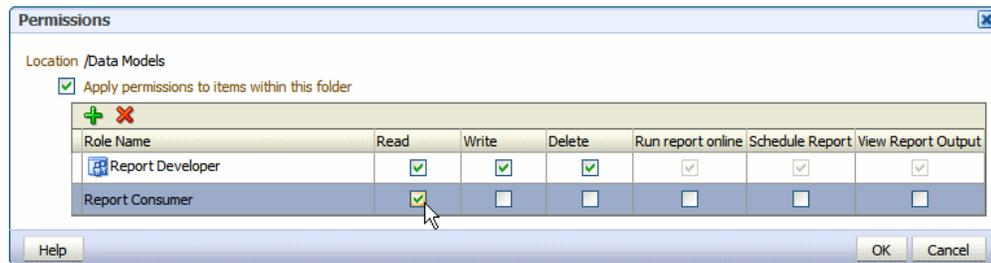 Permissions
Location /Data Models
Apply permissions to items within this folder
Role Name Read Write Delete Run report online Schedule Report View Report Output
Report Developer
Report Consumer
Help OK Cancel